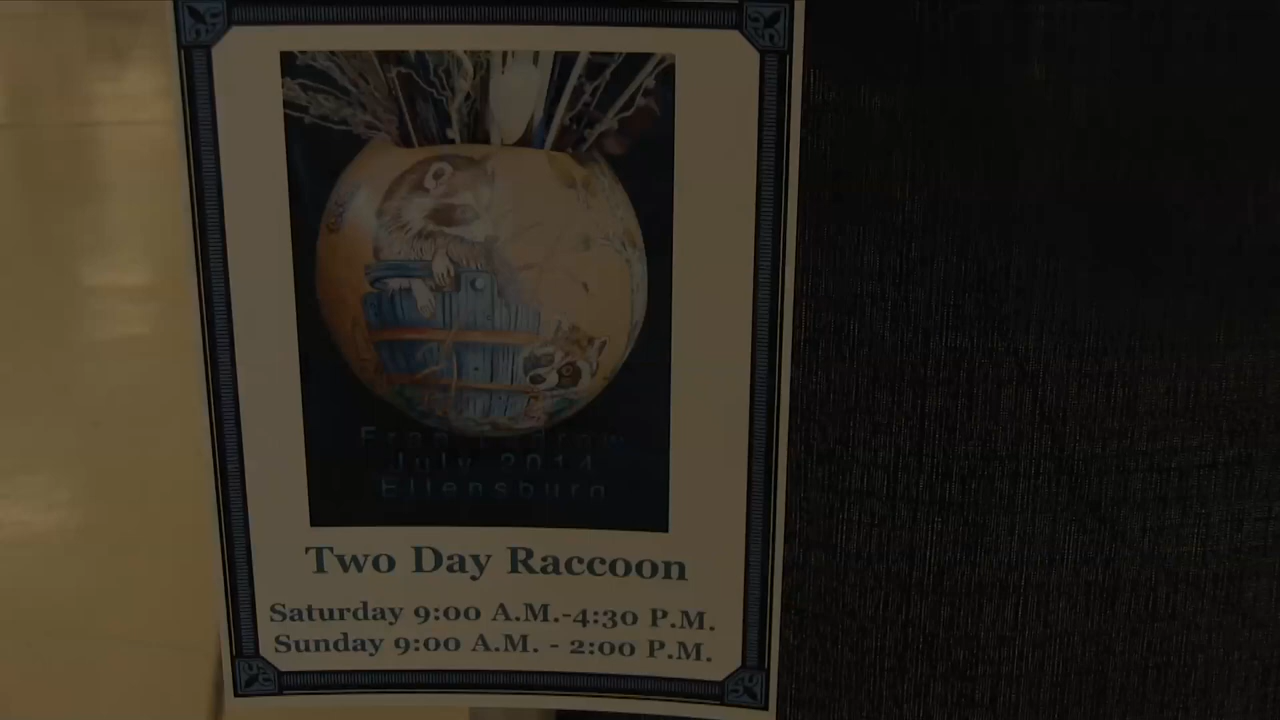 July 2014
Ellensburg
Two Day Raccoon
Saturday 9:00 A.M.-4:30 P.M.
Sunday 9:00 A.M. - 2:00 P.M.